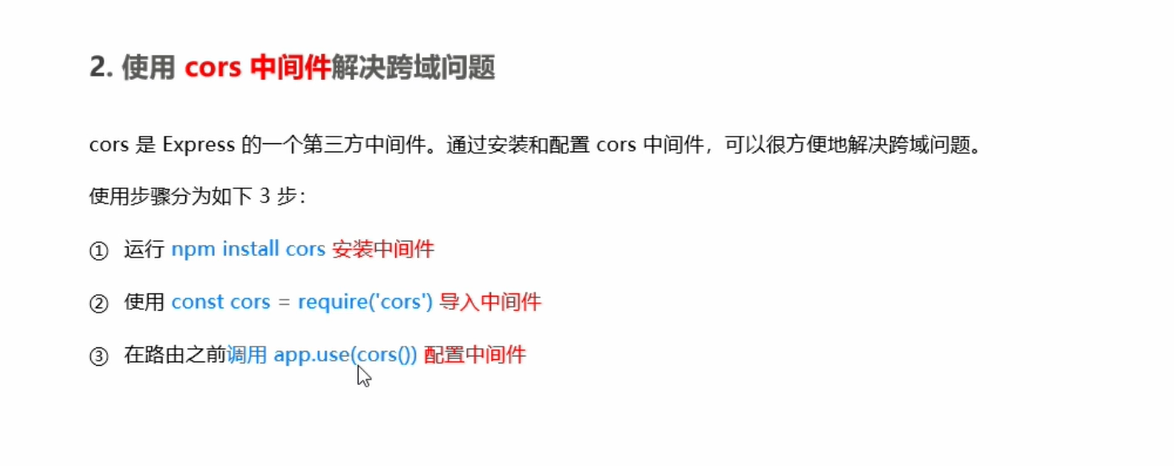 2. 使用 cors 中间件解决跨域问题
cors 是 Express 的一个第三方中间件。通过安装和配置 cors 中间件，可以很方便地解决跨域问题。
使用步骤分为如下 3 步：
① 运行 npm install cors 安装中间件
② 使用 const cors = require('cors') 导入中间件
③ 在路由之前调用 app.use(cors()) 配置中间件